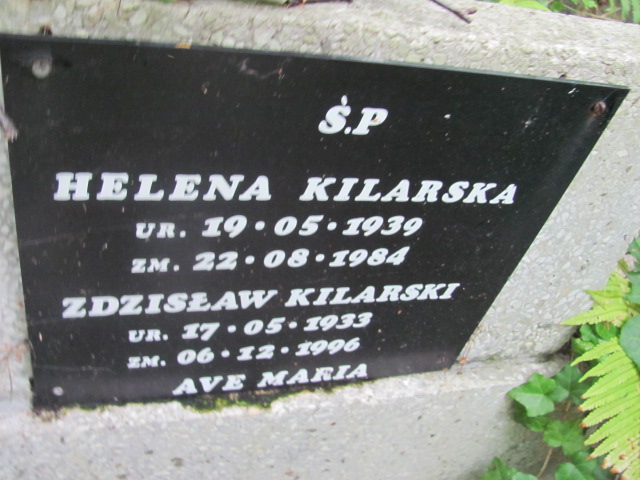 Ś.P
HELENA KILARSKA
UR. 19·05·1939
ZM. 22·08·1984
ZDZISŁAW KILARSKI
UR. 17·05·1933
ZM. 06·12·1996
AVE MARIA